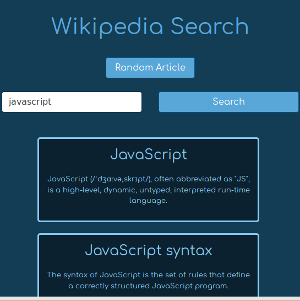 Wikipedia Search
Random Article
javascript
Search
JavaScript
JavaScript (/ˈdʒɑːvəˌskrɪpt/), often abbreviated as "JS",
is a high-level, dynamic, untyped, interpreted run-time
language.
JavaScript syntax
The syntax of JavaScript is the set of rules that define
a correctly structured JavaScript program.